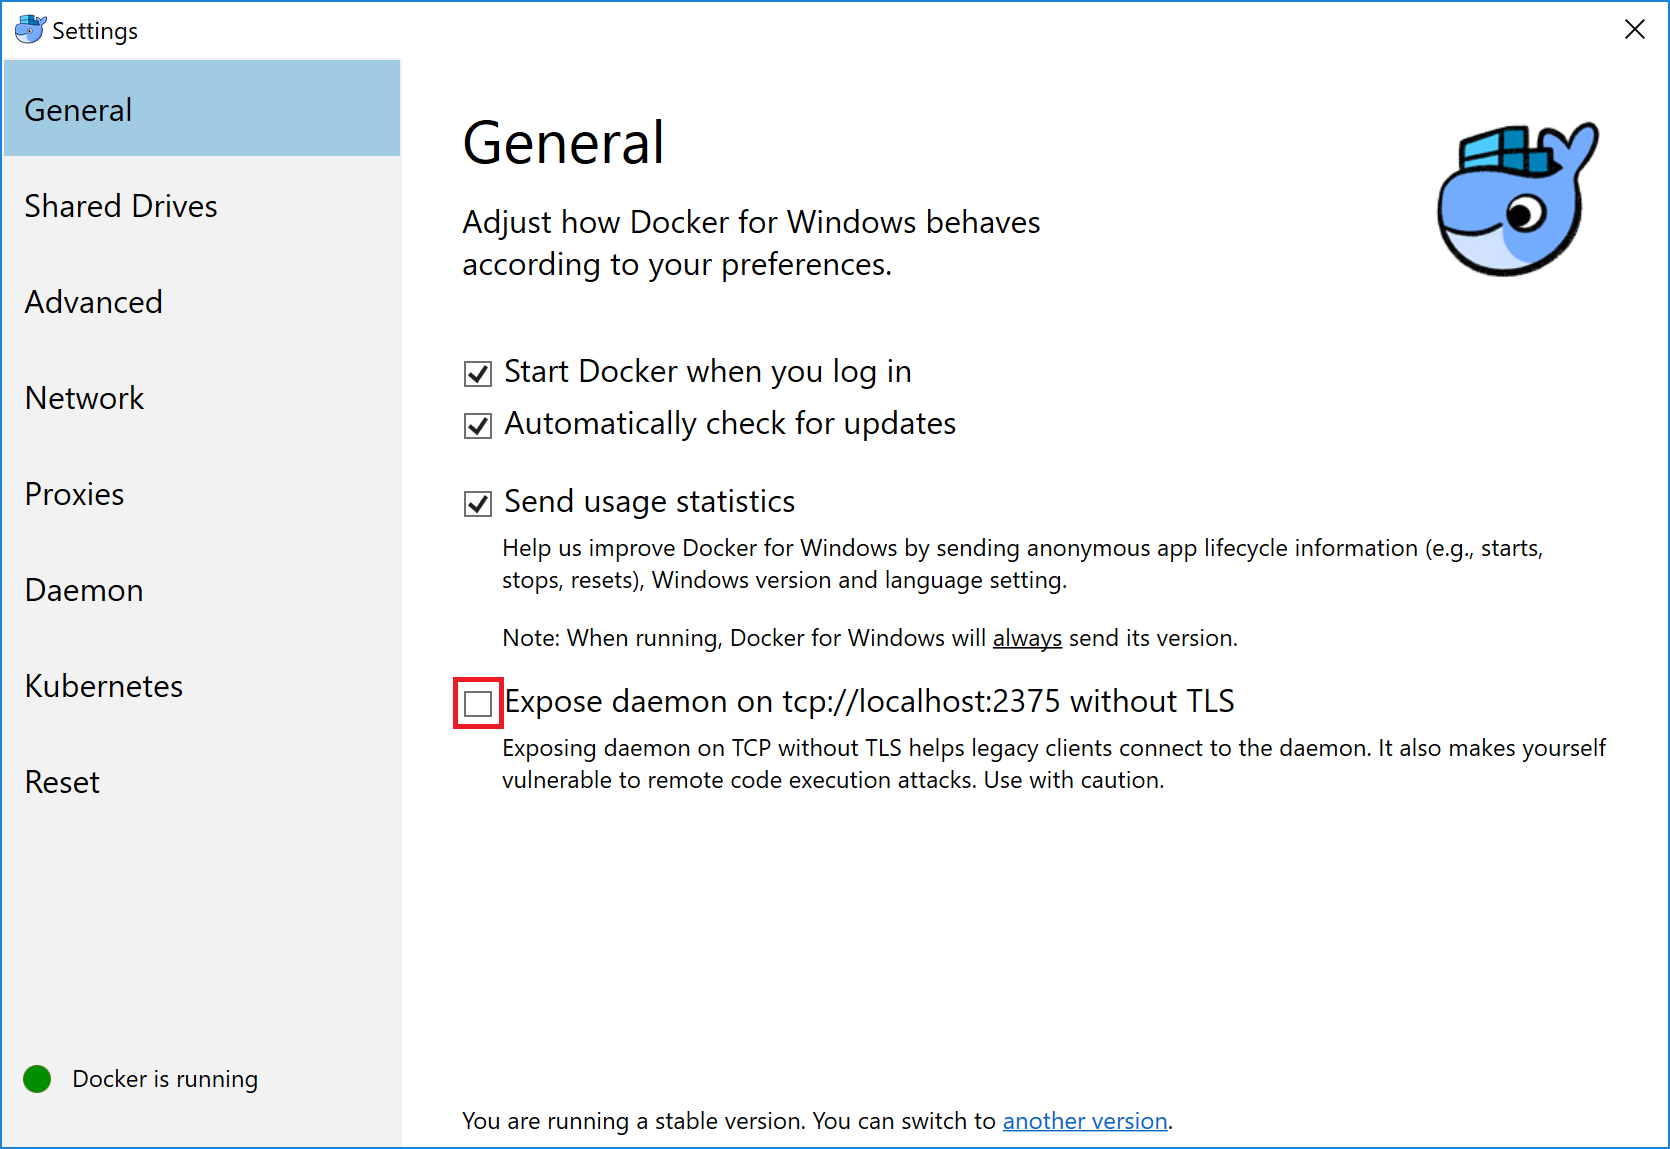 Settings
General
Shared Drives
Advanced
Network
Proxies
Daemon
Kubernetes
Reset
Docker is running
General
Adjust how Docker for Windows behaves
according to your preferences.
Start Docker when you log in
Automatically check for updates
Send usage statistics
Help us improve Docker for Windows by sending anonymous app lifecycle information (e.g., starts,
stops, resets), Windows version and language setting.
Note: When running, Docker for Windows will always send its version.
Expose daemon on tcp://localhost:2375 without TLS
Exposing daemon on TCP without TLS helps legacy clients connect to the daemon. It also makes yourself
vulnerable to remote code execution attacks. Use with caution.
You are running a stable version. You can switch to another version.